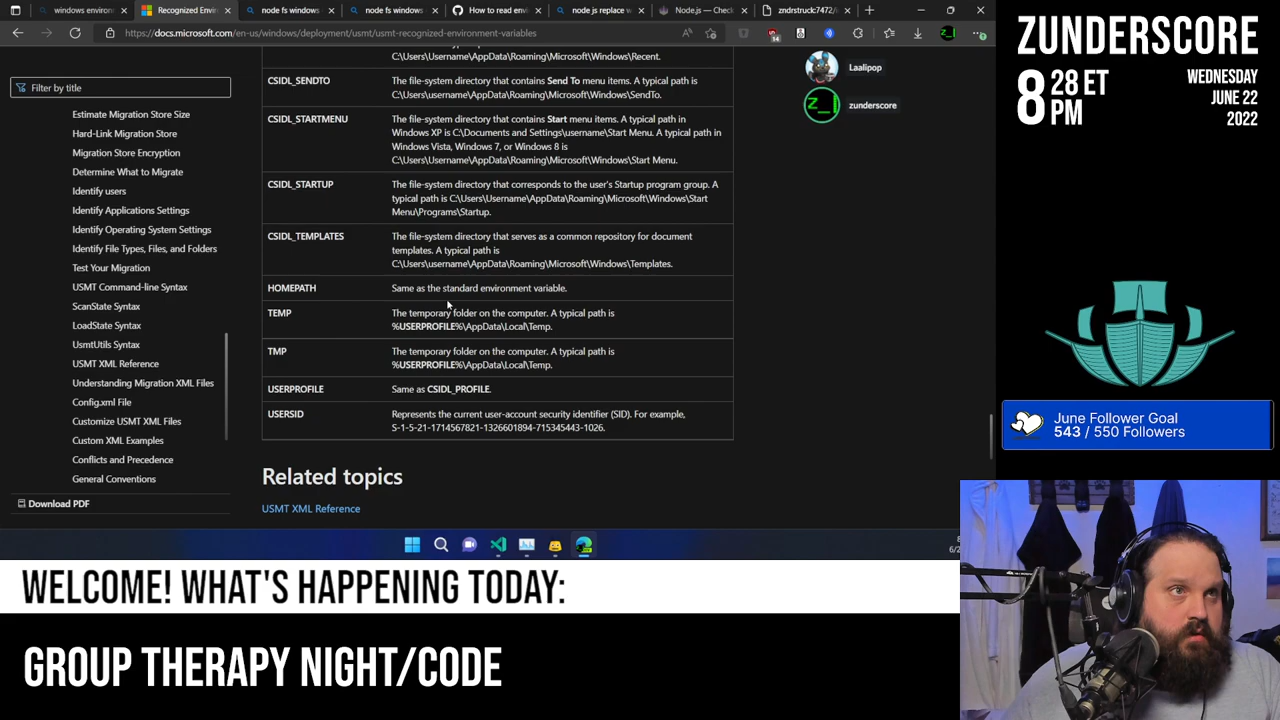 windows environ
Recognized Envir
node fs windows
node fs windows
How to read env
node js replace w
Node.js — Check
zndrstruck:7472/
https://docs.microsoft.com/en-us/windows/deployment/usmt/usmt-recognized-environment-variables
14
Filter by title
Estimate Migration Store Size
Hard-Link Migration Store
Migration Store Encryption
Determine What to Migrate
Identify users
Identify Applications Settings
Identify Operating System Settings
Identify File Types, Files, and Folders
Test Your Migration
USMT Command-line Syntax
ScanState Syntax
LoadState Syntax
UsmtUtils Syntax
USMT XML Reference
Understanding Migration XML Files
Config.xml File
Customize USMT XML Files
Custom XML Examples
Conflicts and Precedence
General Conventions
Download PDF
C:\Users\username\AppData\Roaming\Microsoft\Windows\Recent.
CSIDL_SENDTO
The file-system directory that contains Send To menu items. A typical path is
C:\Users\username\AppData\Roaming\Microsoft\Windows\SendTo.
CSIDL_STARTMENU
The file-system directory that contains Start menu items. A typical path in
Windows XP is C:\Documents and Settings\username\Start Menu. A typical path in
Windows Vista, Windows 7, or Windows 8 is
C:\Users\Username\AppData\Roaming\Microsoft\Windows\Start Menu.
CSIDL_STARTUP
The file-system directory that corresponds to the user's Startup program group. A
typical path is C:\Users\Username\AppData\Roaming\Microsoft\Windows\Start
Menu\Programs\Startup.
CSIDL_TEMPLATES
The file-system directory that serves as a common repository for document
templates. A typical path is
C:\Users\username\AppData\Roaming\Microsoft\Windows\Templates.
HOMEPATH
Same as the standard environment variable.
TEMP
The temporary folder on the computer. A typical path is
%USERPROFILE%\AppData\Local\Temp.
TMP
The temporary folder on the computer. A typical path is
%USERPROFILE%\AppData\Local\Temp.
USERPROFILE
Same as CSIDL_PROFILE.
USERSID
Represents the current user-account security identifier (SID). For example,
S-1-5-21-1714567821-1326601894-715345443-1026.
Related topics
USMT XML Reference
Laalipop
z_
zunderscore
ZUNDERSCORE
8 28 ET
PM
WEDNESDAY
JUNE 22
2022
June Follower Goal
543 / 550 Followers
WELCOME! WHAT'S HAPPENING TODAY:
GROUP THERAPY NIGHT/CODE